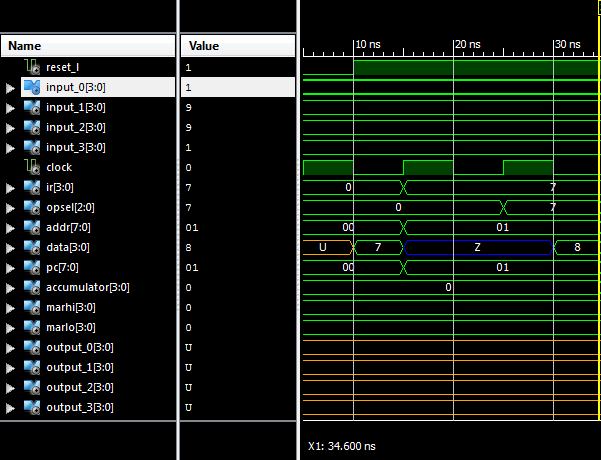 10 ns 20 ns 30 ns
Name Value
reset_l 1
input_0[3:0] 1
input_1[3:0] 9
input_2[3:0] 9
input_3[3:0] 1
clock 0
ir[3:0] 7 0 7
opsel[2:0] 7 0 7
addr[7:0] 01 00 01
data[3:0] 8 U 7 Z 8
pc[7:0] 01 00 01
accumulator[3:0] 0 0
marhi[3:0] 0
marlo[3:0] 0
output_0[3:0] U
output_1[3:0] U
output_2[3:0] U
output_3[3:0] U
X1: 34.600 ns